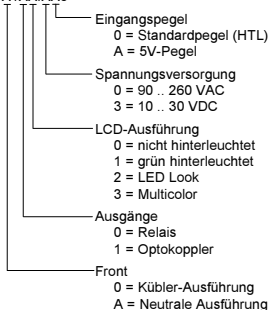 Eingangspegel
0 = Standardpegel (HTL)
A = 5V-Pegel
Spannungsversorgung
0 = 90 .. 260 VAC
3 = 10 .. 30 VDC
LCD-Ausführung
0 = nicht hinterleuchtet
1 = grün hinterleuchtet
2 = LED Look
3 = Multicolor
Ausgänge
0 = Relais
1 = Optokoppler
Front
0 = Kübler-Ausführung
A = Neutrale Ausführung